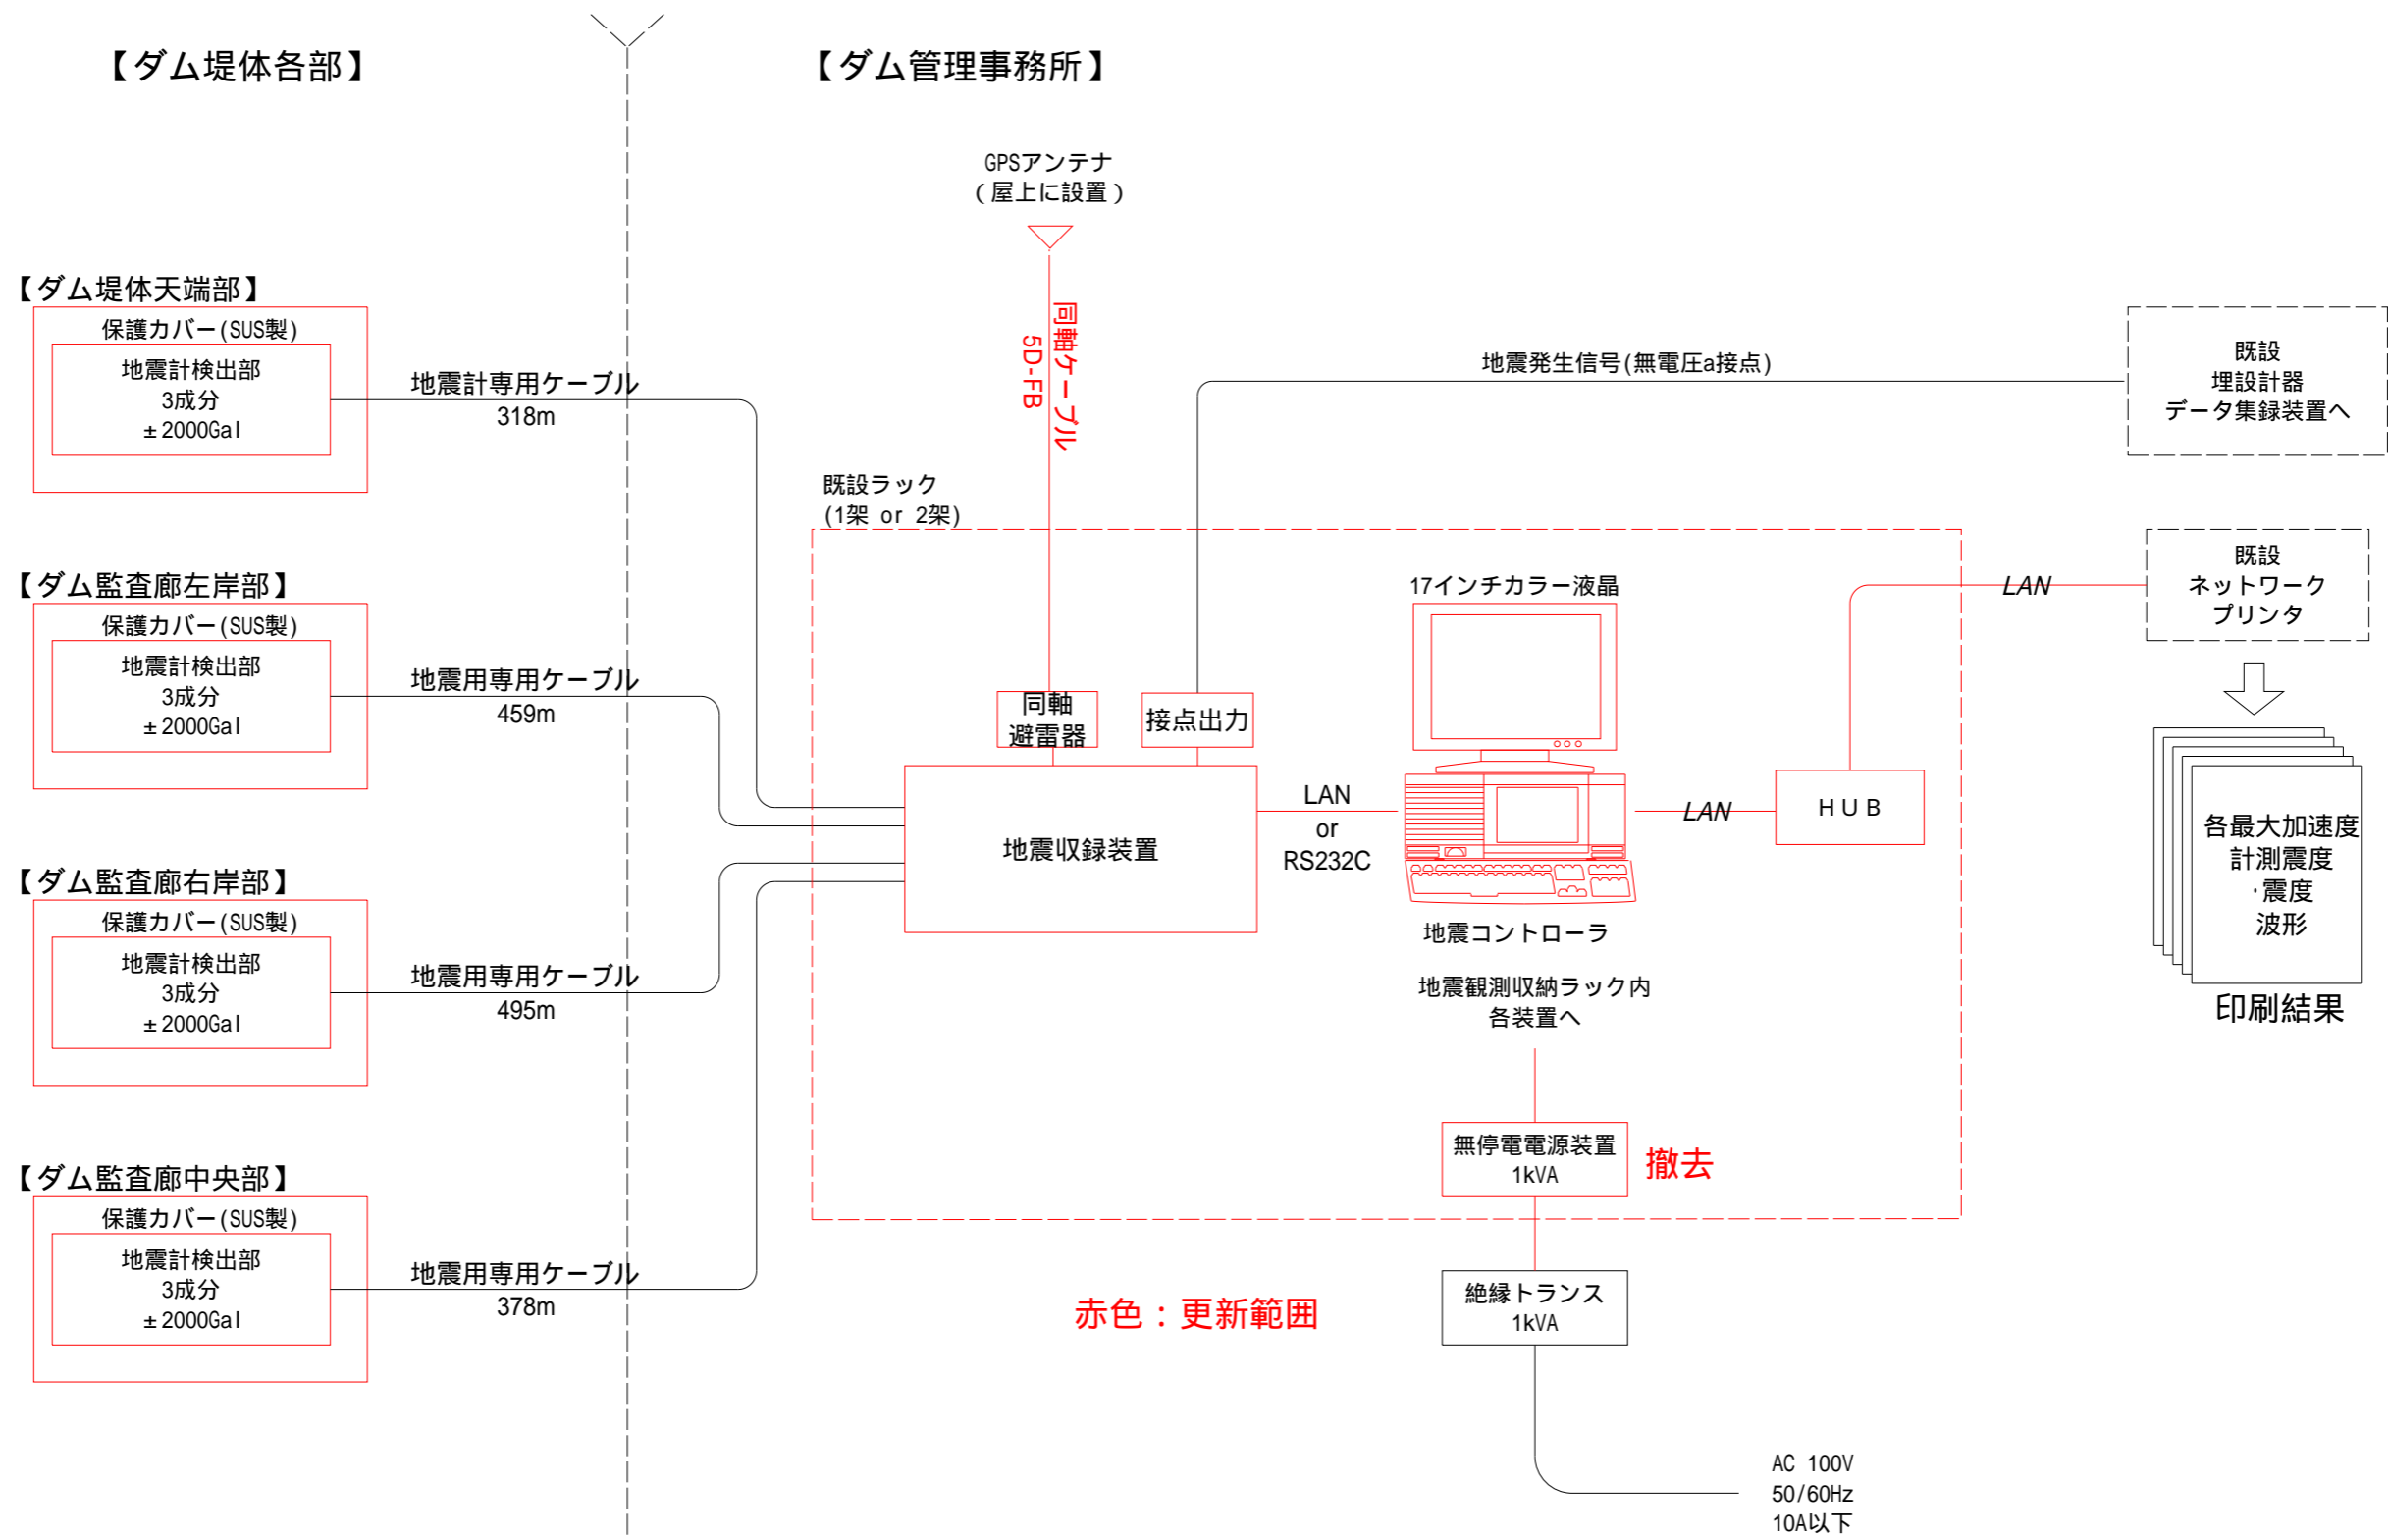 【ダム堤体各部】
【ダム管理事務所】
GPSアンテナ
(屋上に設置)
同軸ケーブル
5D-FB
【ダム堤体天端部】
保護カバー(SUS製)
地震計検出部
3成分
±2000Gal
地震計専用ケーブル
318m
地震発生信号(無電圧a接点)
既設
埋設計器
データ集録装置へ
既設ラック
(1架 or 2架)
【ダム監査廊左岸部】
保護カバー(SUS製)
地震計検出部
3成分
±2000Gal
地震用専用ケーブル
459m
17インチカラー液晶
LAN
既設
ネットワーク
プリンタ
同軸
避雷器
接点出力
地震収録装置
LAN
or
RS232C
LAN
HUB
地震コントローラ
各最大加速度
計測震度
・震度
波形
印刷結果
【ダム監査廊右岸部】
保護カバー(SUS製)
地震計検出部
3成分
±2000Gal
地震用専用ケーブル
495m
地震観測収納ラック内
各装置へ
無停電電源装置
1kVA
撤去
【ダム監査廊中央部】
保護カバー(SUS製)
地震計検出部
3成分
±2000Gal
地震用専用ケーブル
378m
赤色:更新範囲
絶縁トランス
1kVA
AC 100V
50/60Hz
10A以下